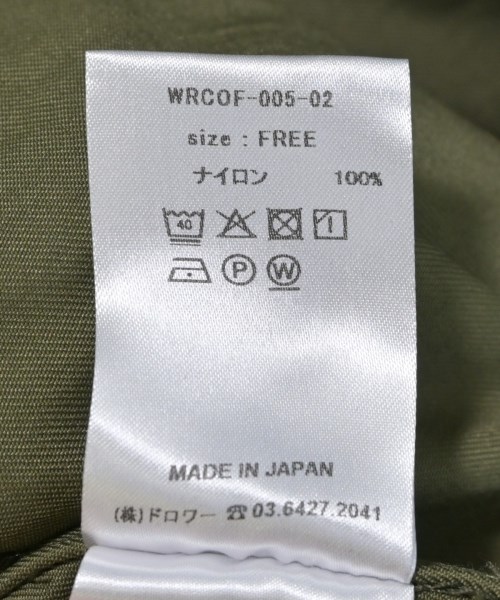 WRCOF-005-02
size : FREE
ナイロン 100%
40
P W
MADE IN JAPAN
(株)ドロワー ☎03.6427.2041